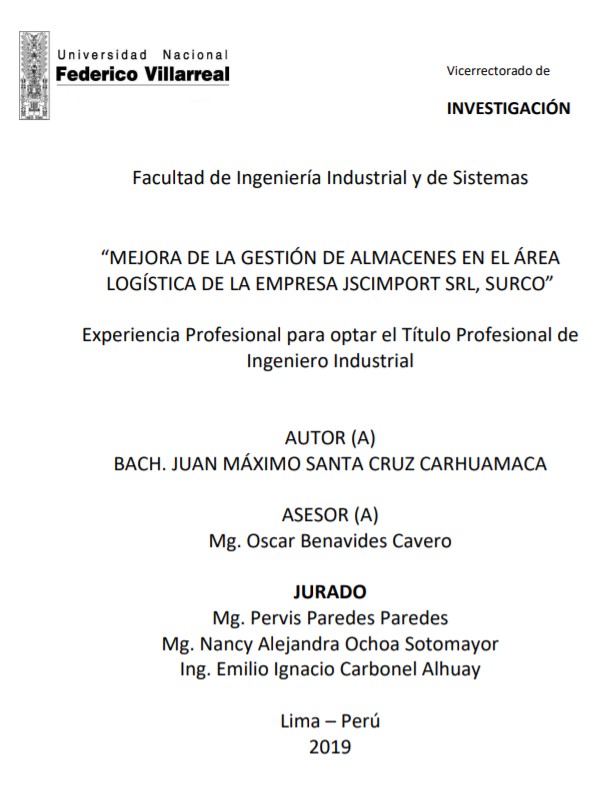 Universidad Nacional
Federico Villarreal
Vicerrectorado de
INVESTIGACIÓN
Facultad de Ingeniería Industrial y de Sistemas
“MEJORA DE LA GESTIÓN DE ALMACENES EN EL ÁREA
LOGÍSTICA DE LA EMPRESA JSCIMPORT SRL, SURCO”
Experiencia Profesional para optar el Título Profesional de
Ingeniero Industrial
AUTOR (A)
BACH. JUAN MÁXIMO SANTA CRUZ CARHUAMACA
ASESOR (A)
Mg. Oscar Benavides Cavero
JURADO
Mg. Pervis Paredes Paredes
Mg. Nancy Alejandra Ochoa Sotomayor
Ing. Emilio Ignacio Carbonel Alhuay
Lima – Perú
2019